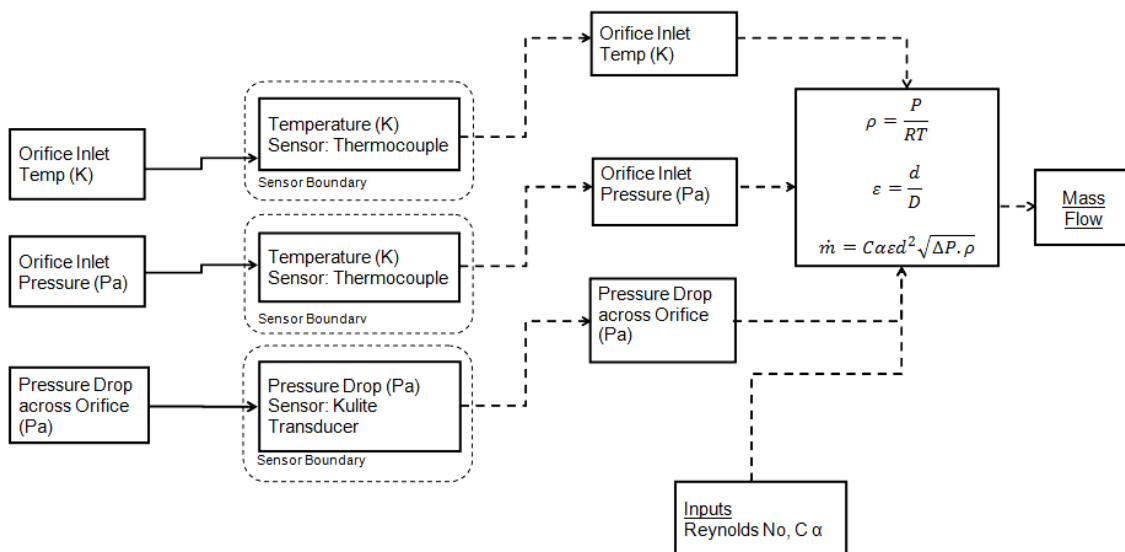 Orifice Inlet
Temp (K)
Temperature (K)
Sensor: Thermocouple
Sensor Boundary
Orifice Inlet
Temp (K)
Orifice Inlet
Pressure (Pa)
Temperature (K)
Sensor: Thermocouple
Sensor Boundary
Orifice Inlet
Pressure (Pa)
Pressure Drop
across Orifice
(Pa)
Pressure Drop (Pa)
Sensor: Kulite
Transducer
Sensor Boundary
Pressure Drop
across Orifice
(Pa)
ρ = P/RT
ε = d/D
ṁ = Cαεd²√ΔP.ρ
Mass
Flow
Inputs
Reynolds No, C α